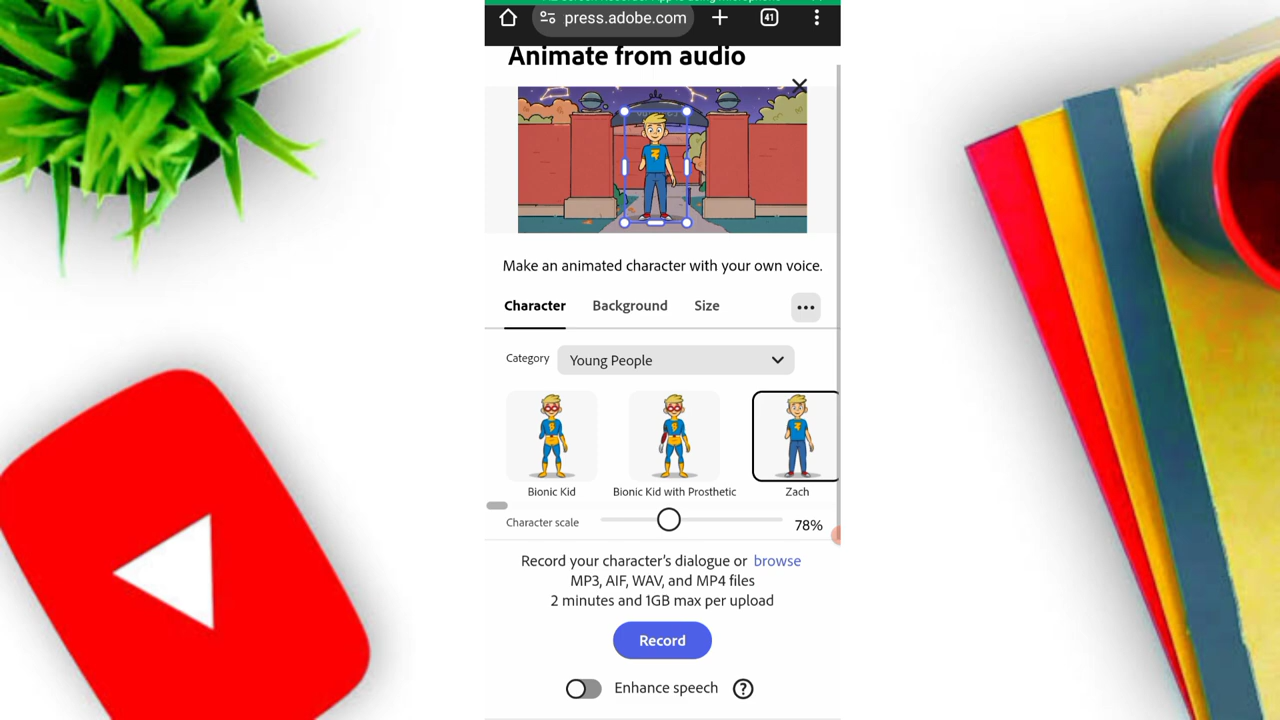 press.adobe.com
41
Animate from audio
Make an animated character with your own voice.
Character Background Size
Category Young People
Bionic Kid Bionic Kid with Prosthetic Zach
Character scale 78%
Record your character's dialogue or browse
MP3, AIF, WAV, and MP4 files
2 minutes and 1GB max per upload
Record
Enhance speech ?